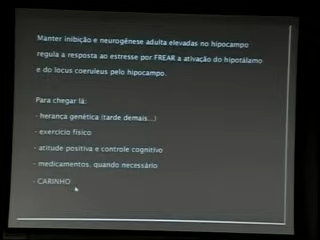 Manter inibição e neurogênese adulta elevadas no hipocampo
regula a resposta ao estresse por FREAR a ativação do hipotálamo
e do locus coeruleus pelo hipocampo.
Para chegar lá:
- herança genética (tarde demais...)
- exercício físico
- atitude positiva e controle cognitivo
- medicamentos, quando necessário
- CARINHO